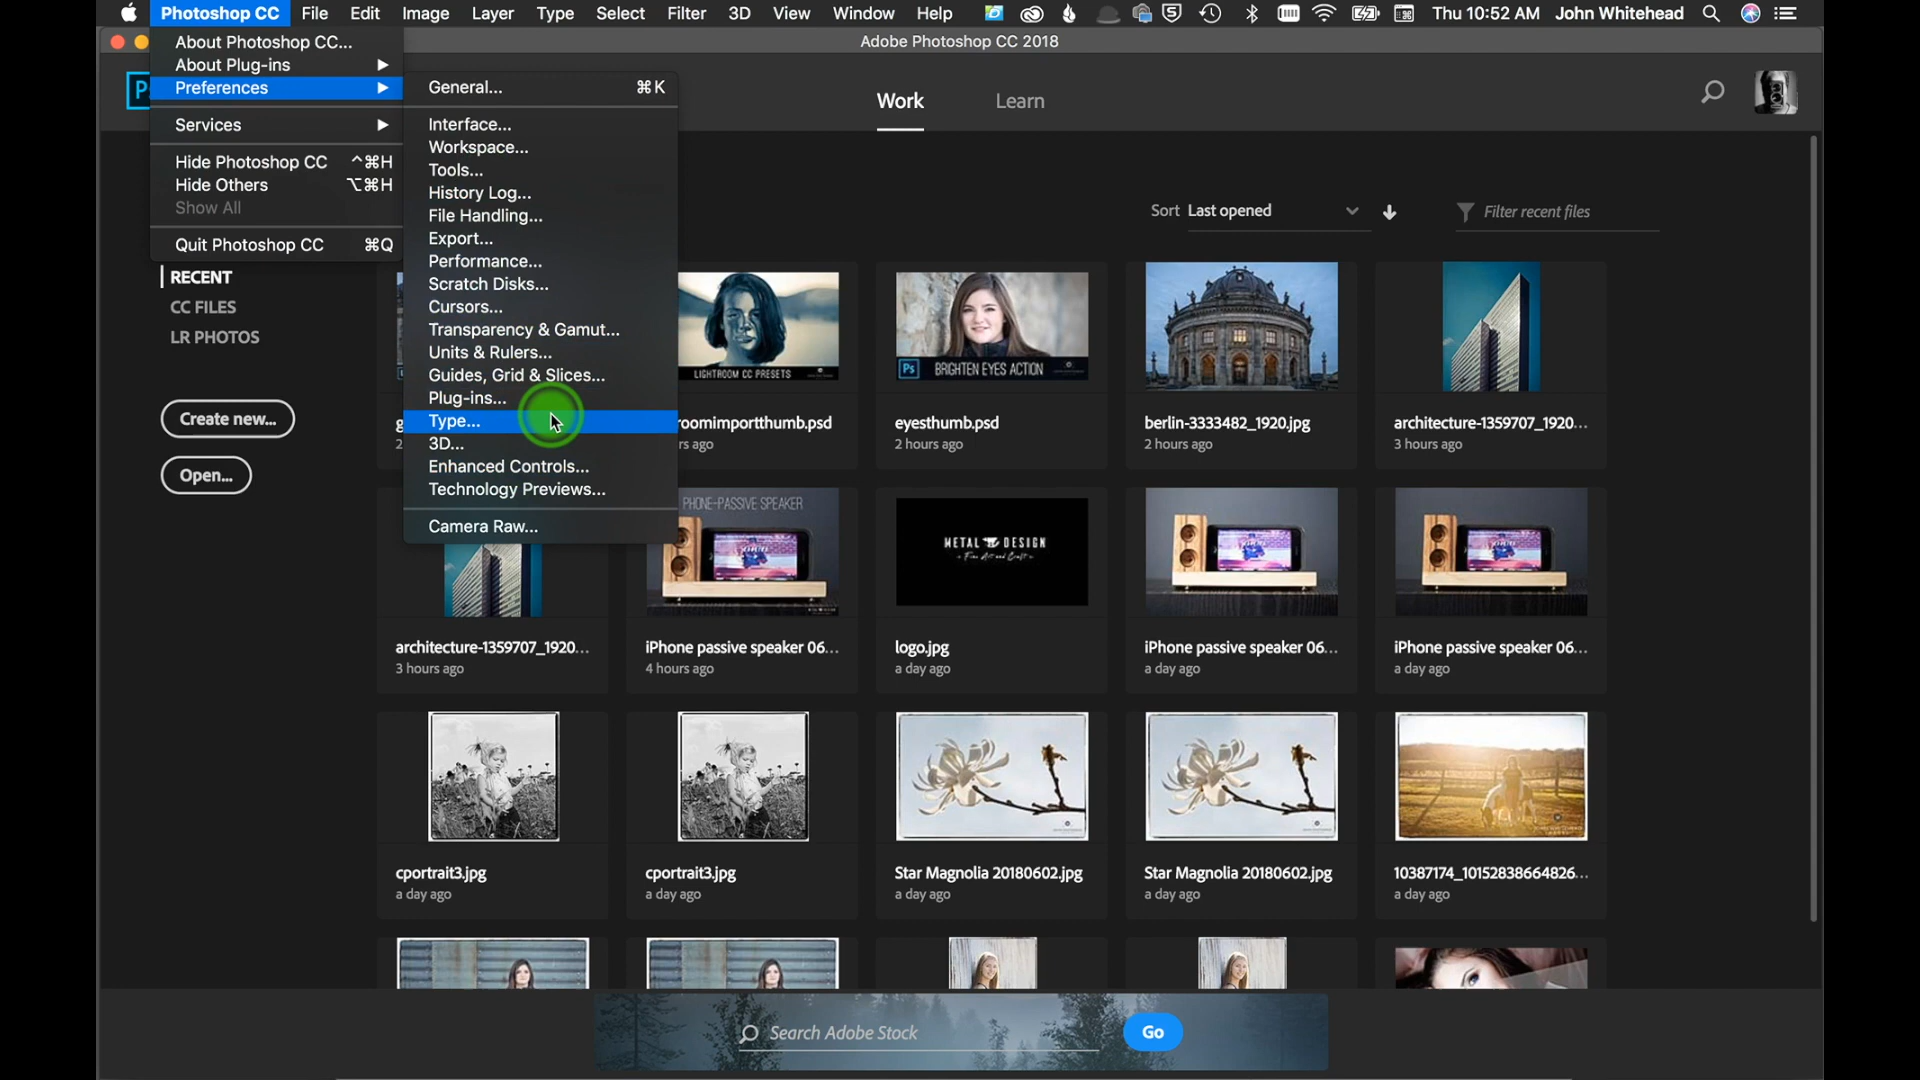 Photoshop CC File Edit Image Layer Type Select Filter 3D View Window Help Thu 10:52 AM John Whitehead
Adobe Photoshop CC 2018
About Photoshop CC...
About Plug-ins
Preferences
Services
Hide Photoshop CC ^⌘H
Hide Others ⌥⌘H
Show All
Quit Photoshop CC ⌘Q
General... ⌘K
Interface...
Workspace...
Tools...
History Log...
File Handling...
Export...
Performance...
Scratch Disks...
Cursors...
Transparency & Gamut...
Units & Rulers...
Guides, Grid & Slices...
Plug-ins...
Type...
3D...
Enhanced Controls...
Technology Previews...
Camera Raw...
Work Learn
Sort Last opened Filter recent files
RECENT
CC FILES
LR PHOTOS
Create new...
Open...
LIGHTROOM CC PRESETS
Ps BRIGHTEN EYES ACTION
roomimportthumb.psd eyesthumb.psd berlin-3333482_1920.jpg architecture-1359707_1920...
rs ago 2 hours ago 2 hours ago 3 hours ago
PHONE-PASSIVE SPEAKER
METAL DESIGN
Fine Art and Craft
architecture-1359707_1920... iPhone passive speaker 06... logo.jpg iPhone passive speaker 06... iPhone passive speaker 06...
3 hours ago 4 hours ago a day ago a day ago a day ago
cportrait3.jpg cportrait3.jpg Star Magnolia 20180602.jpg Star Magnolia 20180602.jpg 10387174_10152838664826...
a day ago a day ago a day ago a day ago a day ago
Search Adobe Stock Go